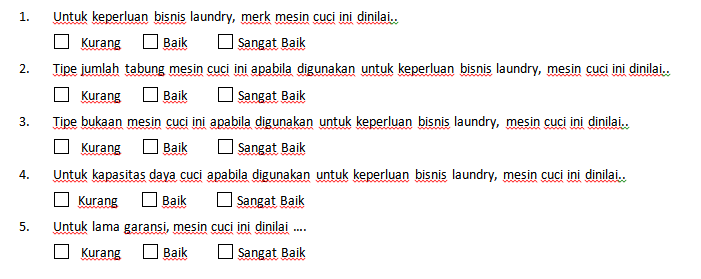 1. Untuk keperluan bisnis laundry, merk mesin cuci ini dinilai..
Kurang Baik Sangat Baik
2. Tipe jumlah tabung mesin cuci ini apabila digunakan untuk keperluan bisnis laundry, mesin cuci ini dinilai..
Kurang Baik Sangat Baik
3. Tipe bukaan mesin cuci ini apabila digunakan untuk keperluan bisnis laundry, mesin cuci ini dinilai..
Kurang Baik Sangat Baik
4. Untuk kapasitas daya cuci apabila digunakan untuk keperluan bisnis laundry, mesin cuci ini dinilai..
Kurang Baik Sangat Baik
5. Untuk lama garansi, mesin cuci ini dinilai ....
Kurang Baik Sangat Baik